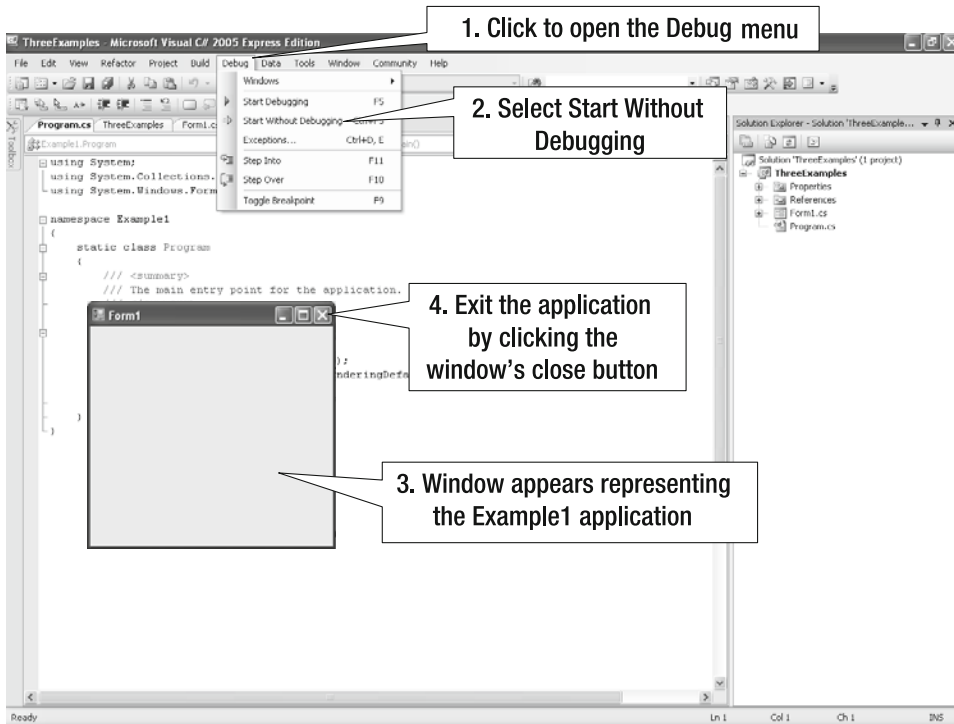 1. Click to open the Debug menu
ThreeExamples - Microsoft Visual C# 2005 Express Edition
File Edit View Refactor Project Build Debug Data Tools Window Community Help
Windows
Start Debugging F5
Start Without Debugging
Exceptions... Ctrl+D, E
Step Into F11
Step Over F10
Toggle Breakpoint F9
2. Select Start Without
Debugging
Toolbox
Program.cs ThreeExamples Form1.c
Example1.Program
using System;
using System.Collections.
using System.Windows.Form
namespace Example1
{
static class Program
{
/// <summary>
/// The main entry point for the application.
);
nderingDefa
}
}
Form1
4. Exit the application
by clicking the
window's close button
3. Window appears representing
the Example1 application
Solution Explorer - Solution 'ThreeExample...
Solution 'ThreeExamples' (1 project)
ThreeExamples
Properties
References
Form1.cs
Program.cs
Ready Ln 1 Col 1 Ch 1 INS